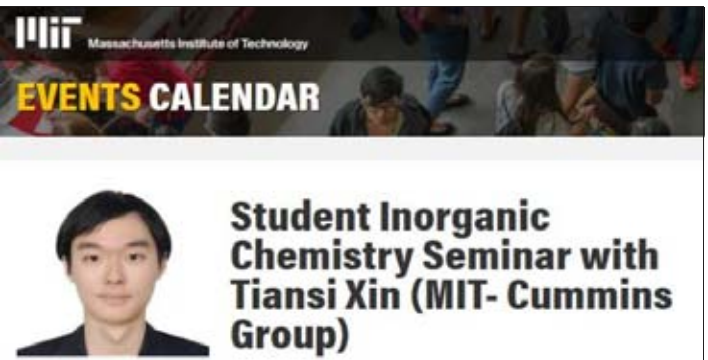 MIT Massachusetts Institute of Technology
EVENTS CALENDAR
Student Inorganic
Chemistry Seminar with
Tiansi Xin (MIT- Cummins
Group)